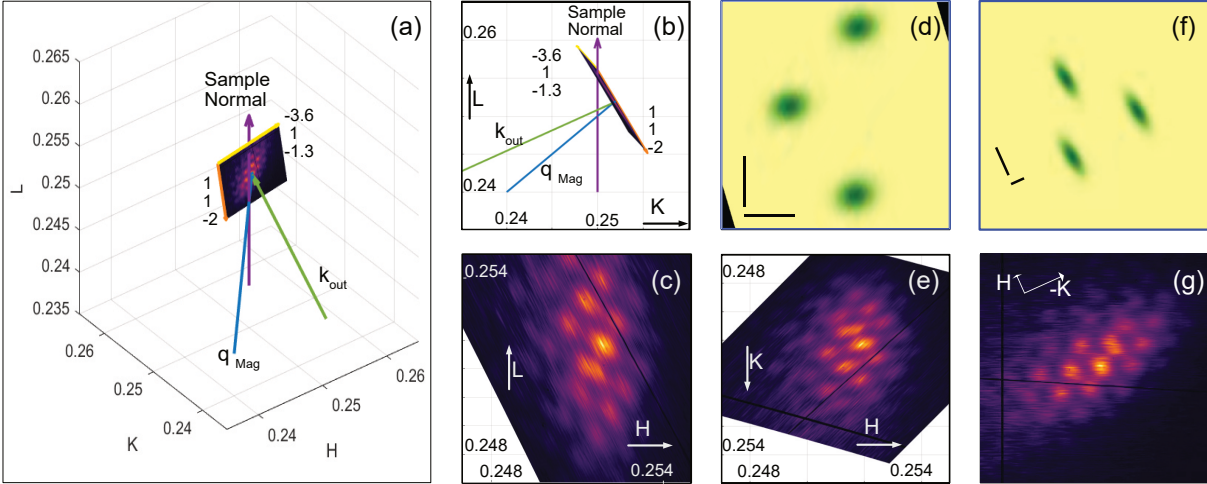 (a)
0.265
0.26
0.255
0.25
0.245
0.24
0.235
L
Sample
Normal
-3.6
1
-1.3
1
1
-2
k out
q Mag
0.26
0.25
0.24
K
0.24
0.25
0.26
H
(b)
Sample
Normal
0.26
-3.6
1
-1.3
L
k out
q Mag
1
1
-2
0.24
K
0.24
0.25
(c)
0.254
L
H
0.248
0.248
0.254
(d)
(e)
0.248
K
H
0.254
0.248
0.254
(f)
(g)
H
-K